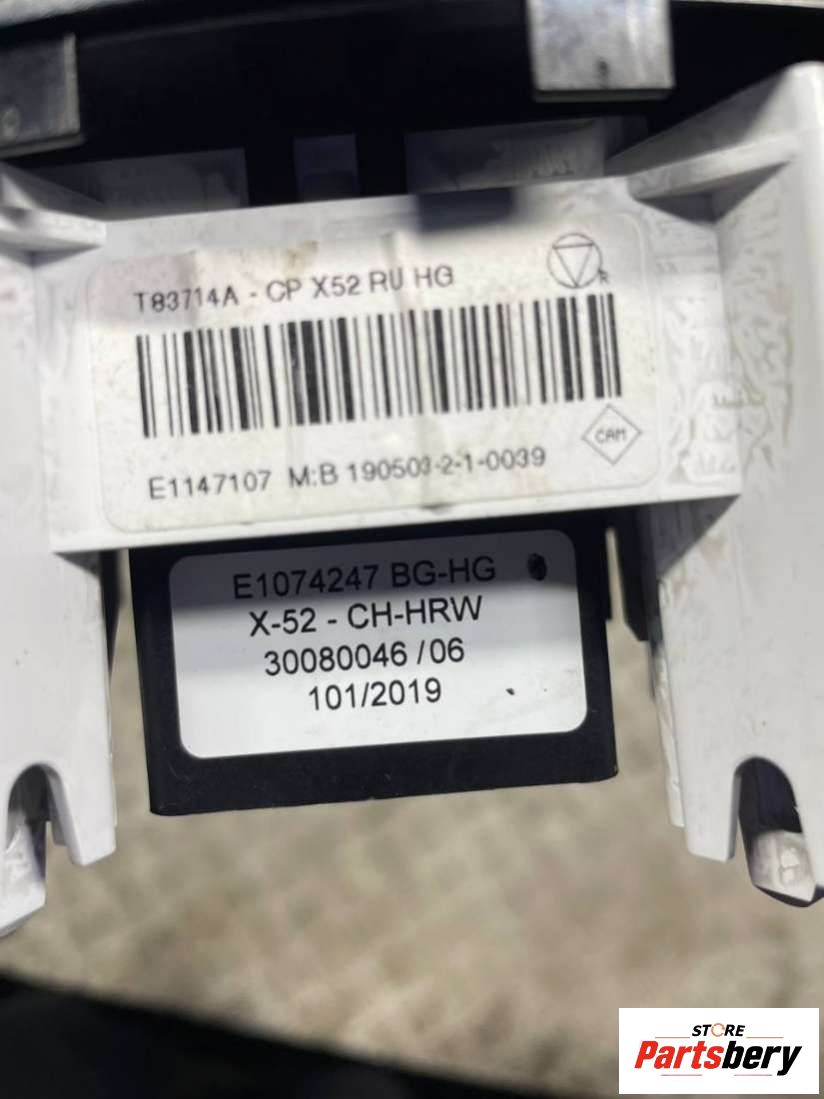 T83714A - CP X52 RU HG
R
CAM
E1147107 M:B 190503-2-1-0039
E1074247 BG-HG
X-52 - CH-HRW
30080046 /06
101/2019
STORE
Partsbery